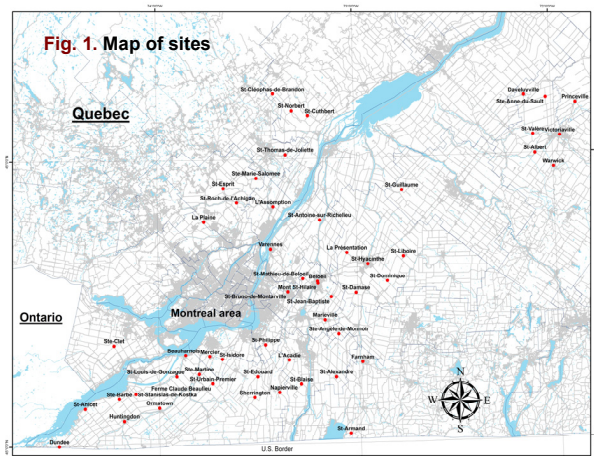 Fig. 1. Map of sites
Quebec
St-Cléophas-de-Brandon
St-Norbert
St-Cuthbert
Daveluyville
Ste-Anne-du-Sault
Princeville
St-Valère
Victoriaville
St-Albert
Warwick
St-Thomas-de-Joliette
Ste-Marie-Salomee
St-Esprit
St-Roch-de-l'Achigan
L'Assomption
La Plaine
St-Guillaume
St-Antoine-sur-Richelieu
Varennes
La Présentation
St-Hyacinthe
St-Liboire
St-Mathieu-de-Beloeil
Beloeil
St-Dominique
Mont St-Hilaire
St-Bruno-de-Montarville
St-Jean-Baptiste
St-Damase
Montreal area
Ontario
Marieville
Ste-Angèle-de-Monnoir
Ste-Clet
St-Philippe
Beauharnois
Mercier
St-Isidore
L'Acadie
Farnham
St-Louis-de-Gonzague
Ste-Martine
St-Urbain-Premier
St-Edouard
St-Blaise
St-Alexandre
Ferme Claude Beaulieu
Napierville
Sherrington
Ste-Barbe
St-Stanislas-de-Kostka
St-Anicet
Ormstown
Huntingdon
St-Armand
Dundee
U.S. Border
N
W
E
S